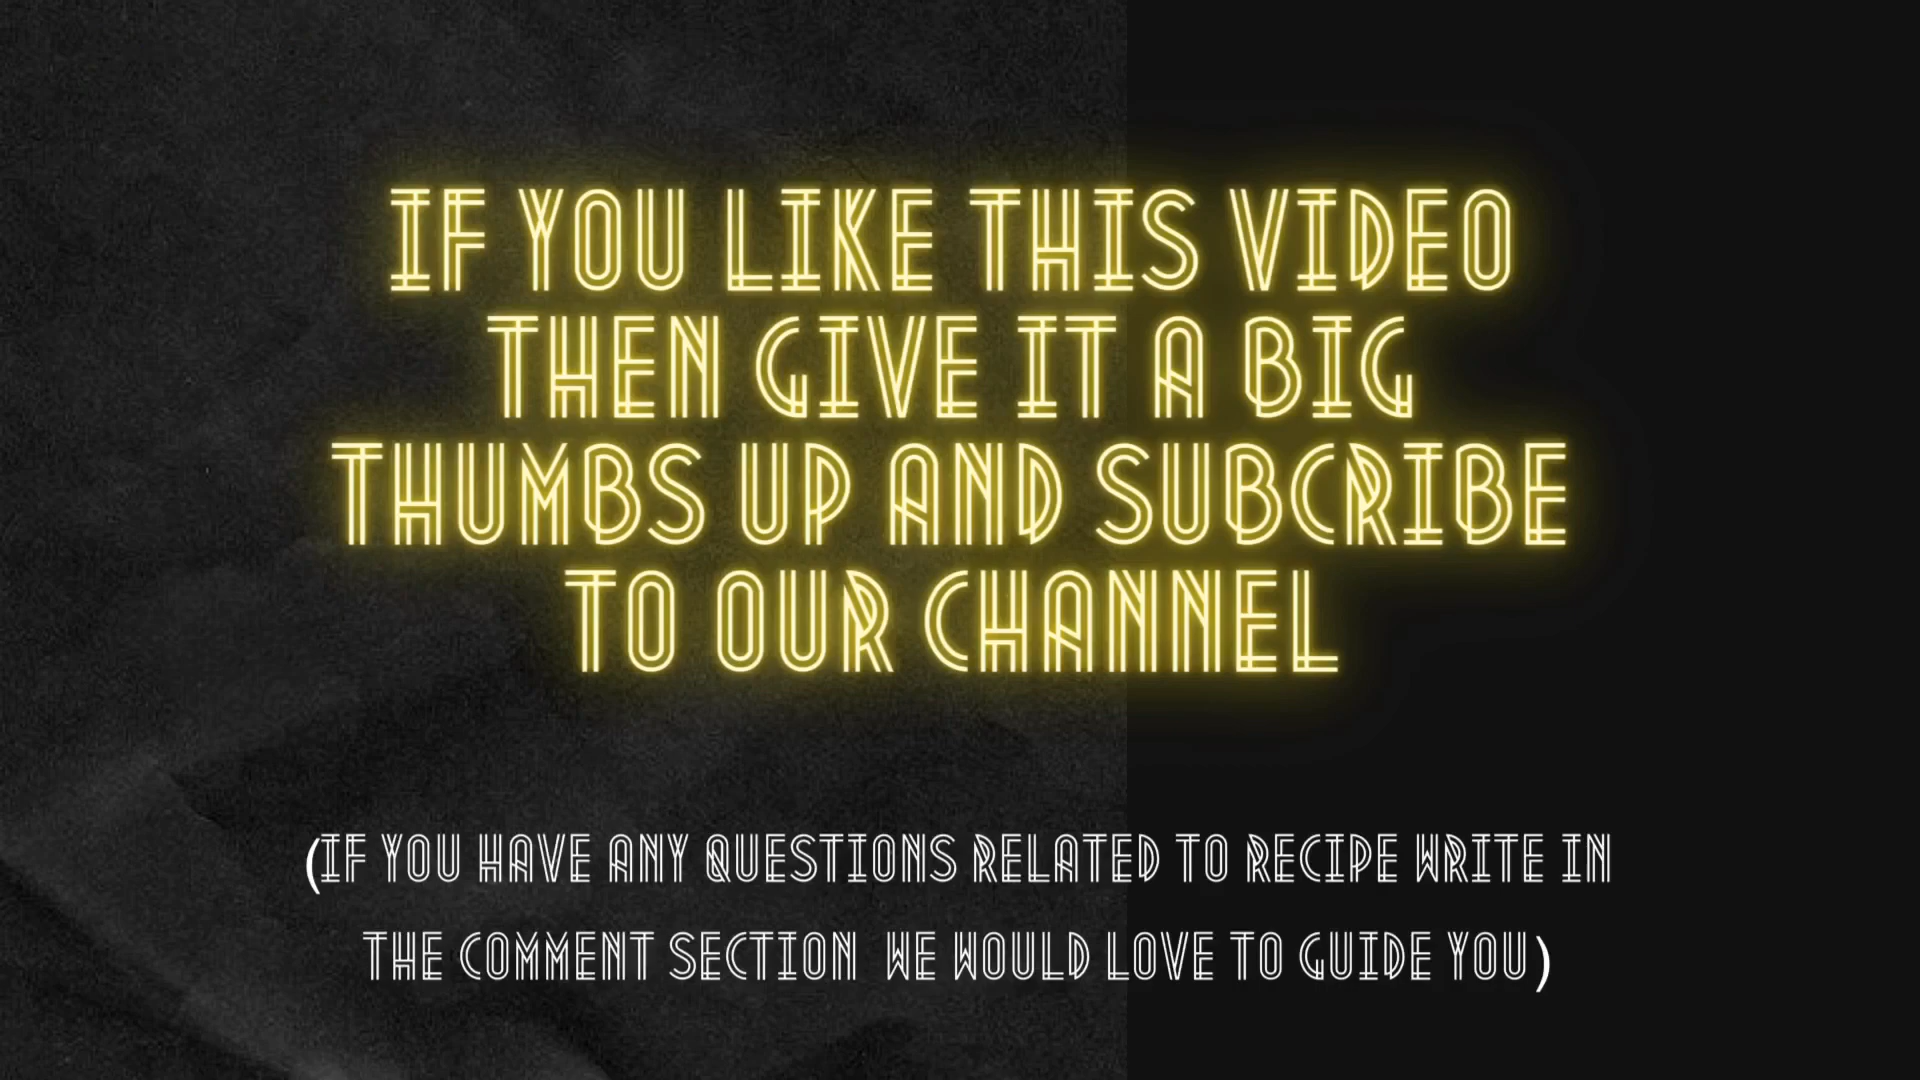 IF YOU LIKE THIS VIDEO
THEN GIVE IT A BIG
THUMBS UP AND SUBCRIBE
TO OUR CHANNEL
(IF YOU HAVE ANY QUESTIONS RELATED TO RECIPE WRITE IN
THE COMMENT SECTION WE WOULD LOVE TO GUIDE YOU)